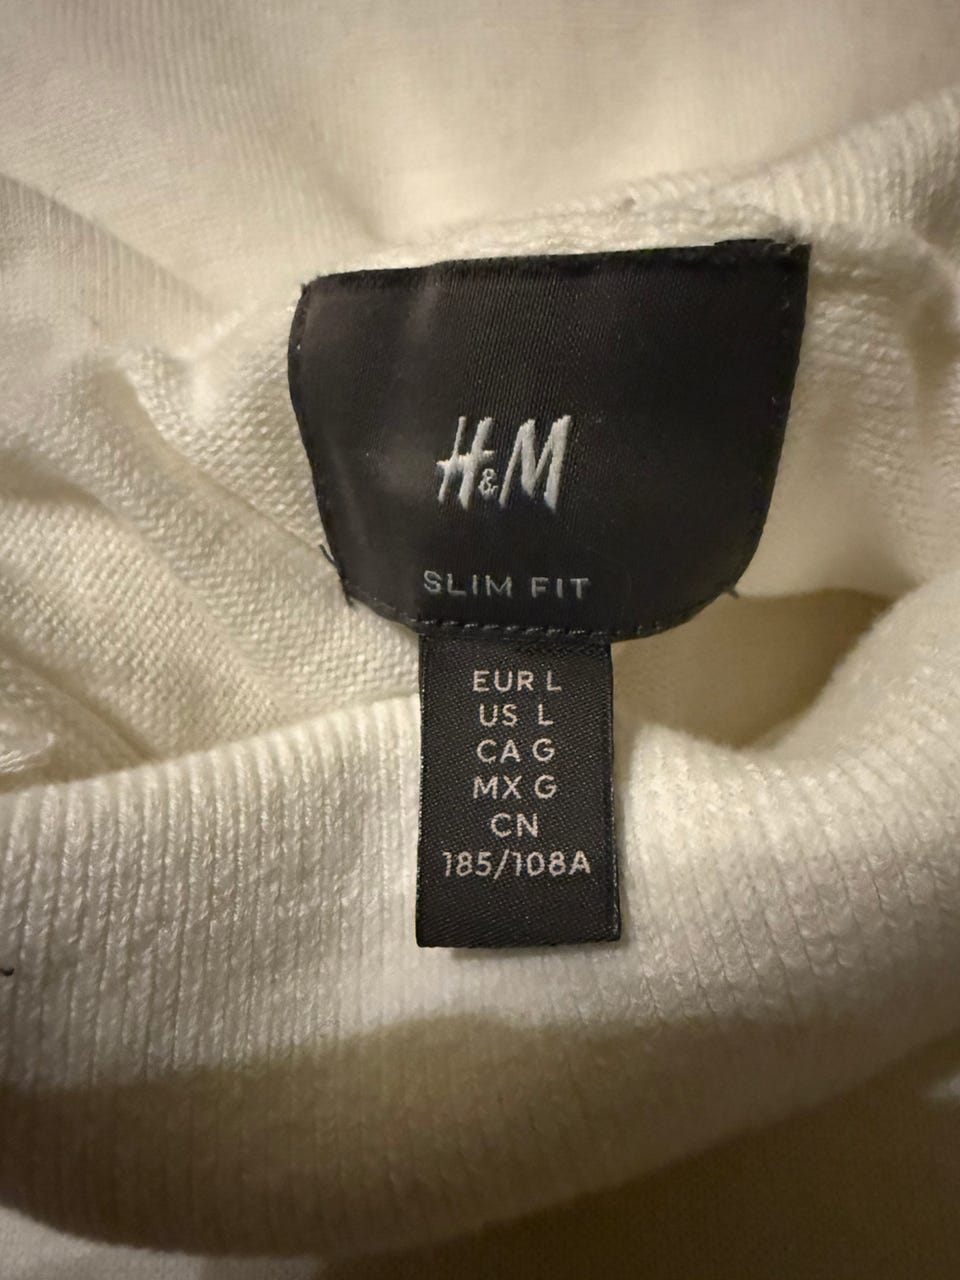 H&M
SLIM FIT
EUR L
US L
CA G
MX G
CN
185/108A